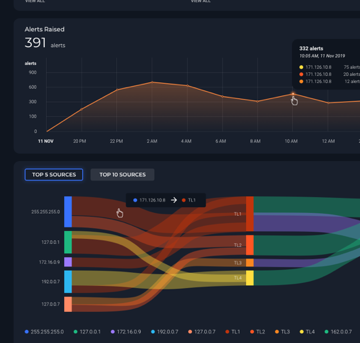 VIEW ALL VIEW ALL
Alerts Raised
391 alerts
332 alerts
10:05 AM, 11 Nov 2019
171.126.10.8 75 alerts
171.126.10.8 20 alerts
171.126.10.8 12 alerts
alerts
900
600
300
100
0
11 NOV 20 PM 22 PM 2 AM 4 AM 6 AM 8 AM 10 AM 12 AM
TOP 5 SOURCES TOP 10 SOURCES
171.126.10.8 → TL1
255.255.255.0 TL1
127.0.0.1 TL2
172.16.0.9 TL3
192.0.0.7 TL4
127.0.0.7
255.255.255.0 127.0.0.1 172.16.0.9 192.0.0.7 127.0.0.7 TL1 TL2 TL3 TL4 162.0.0.7